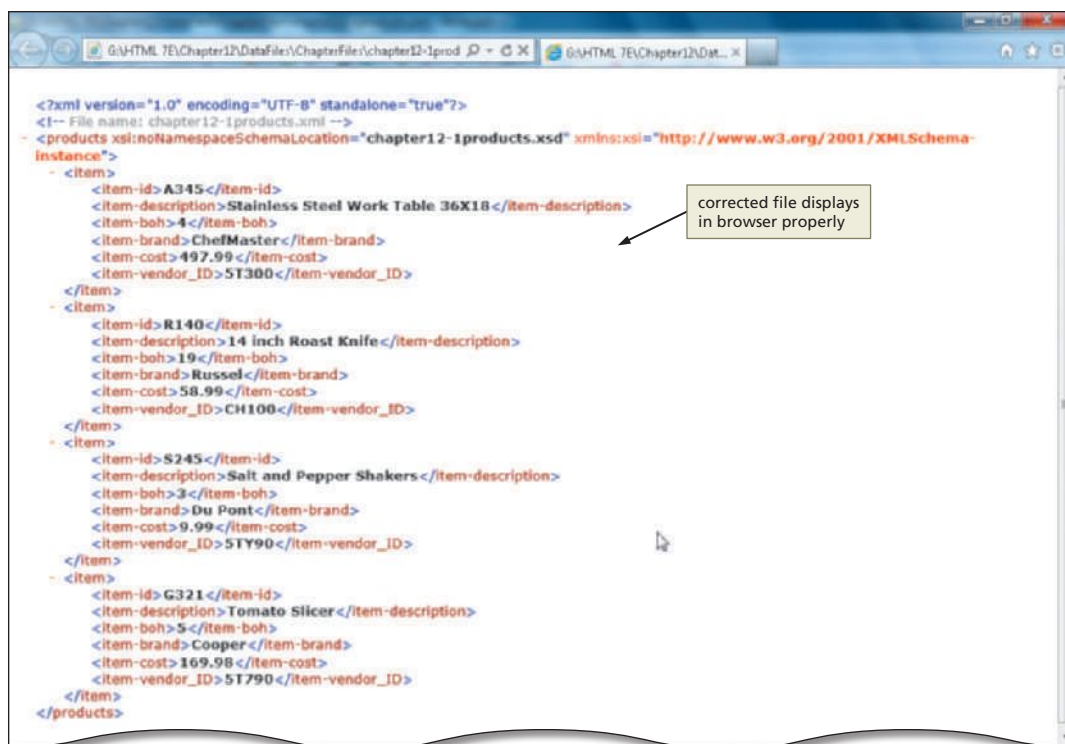 G:\HTML 7E\Chapter12\DataFiles\ChapterFiles\chapter12-1prod
G:\HTML 7E\Chapter12\Dat...
<?xml version="1.0" encoding="UTF-8" standalone="true"?>
<!-- File name: chapter12-1products.xml -->
- <products xsi:noNamespaceSchemaLocation="chapter12-1products.xsd" xmlns:xsi="http://www.w3.org/2001/XMLSchema-
instance">
- <item>
<item-id>A345</item-id>
<item-description>Stainless Steel Work Table 36X18</item-description>
<item-boh>4</item-boh>
<item-brand>ChefMaster</item-brand>
<item-cost>497.99</item-cost>
<item-vendor_ID>5T300</item-vendor_ID>
</item>
corrected file displays
in browser properly
- <item>
<item-id>R140</item-id>
<item-description>14 inch Roast Knife</item-description>
<item-boh>19</item-boh>
<item-brand>Russel</item-brand>
<item-cost>58.99</item-cost>
<item-vendor_ID>CH100</item-vendor_ID>
</item>
- <item>
<item-id>S245</item-id>
<item-description>Salt and Pepper Shakers</item-description>
<item-boh>3</item-boh>
<item-brand>Du Pont</item-brand>
<item-cost>9.99</item-cost>
<item-vendor_ID>5TY90</item-vendor_ID>
</item>
- <item>
<item-id>G321</item-id>
<item-description>Tomato Slicer</item-description>
<item-boh>5</item-boh>
<item-brand>Cooper</item-brand>
<item-cost>169.98</item-cost>
<item-vendor_ID>5T790</item-vendor_ID>
</item>
</products>